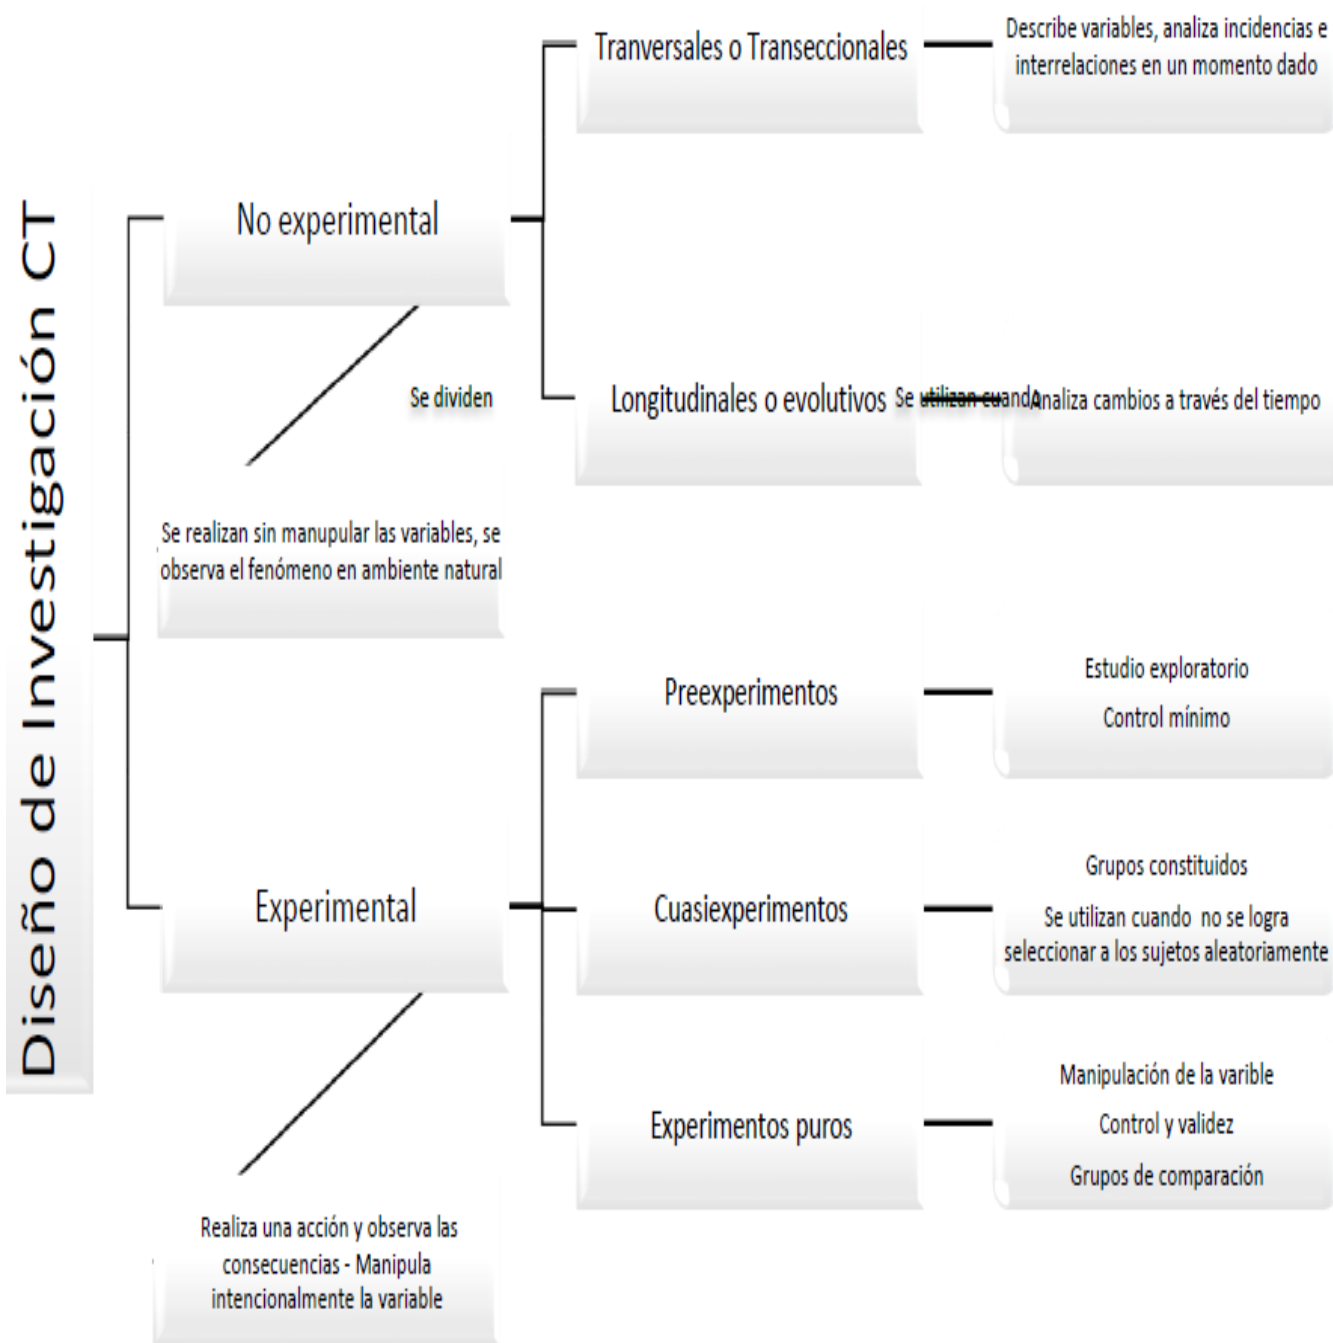 Diseño de Investigación CT
No experimental
Se realizan sin manupular las variables, se
observa el fenómeno en ambiente natural
Se dividen
Tranversales o Transeccionales
Describe variables, analiza incidencias e
interrelaciones en un momento dado
Longitudinales o evolutivos
Se utilizan cuando
Analiza cambios a través del tiempo
Experimental
Realiza una acción y observa las
consecuencias - Manipula
intencionalmente la variable
Preexperimentos
Estudio exploratorio
Control mínimo
Cuasiexperimentos
Grupos constituidos
Se utilizan cuando no se logra
seleccionar a los sujetos aleatoriamente
Experimentos puros
Manipulación de la varible
Control y validez
Grupos de comparación